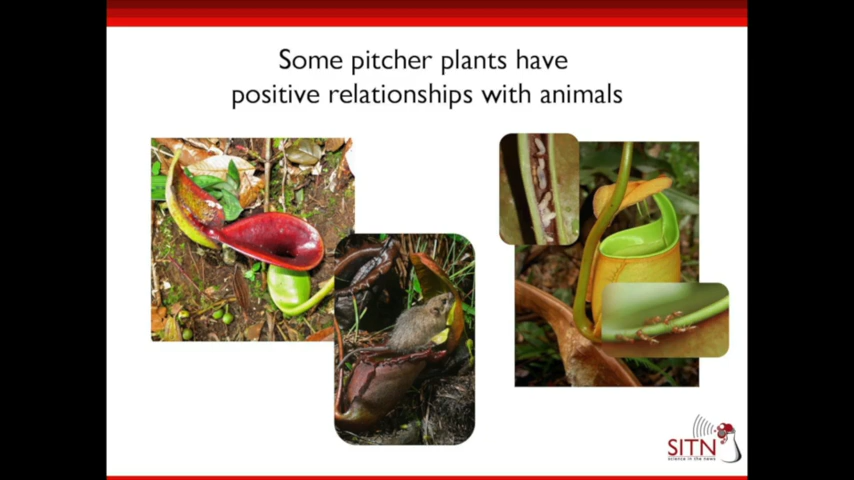 Some pitcher plants have
positive relationships with animals
SITN
science in the news